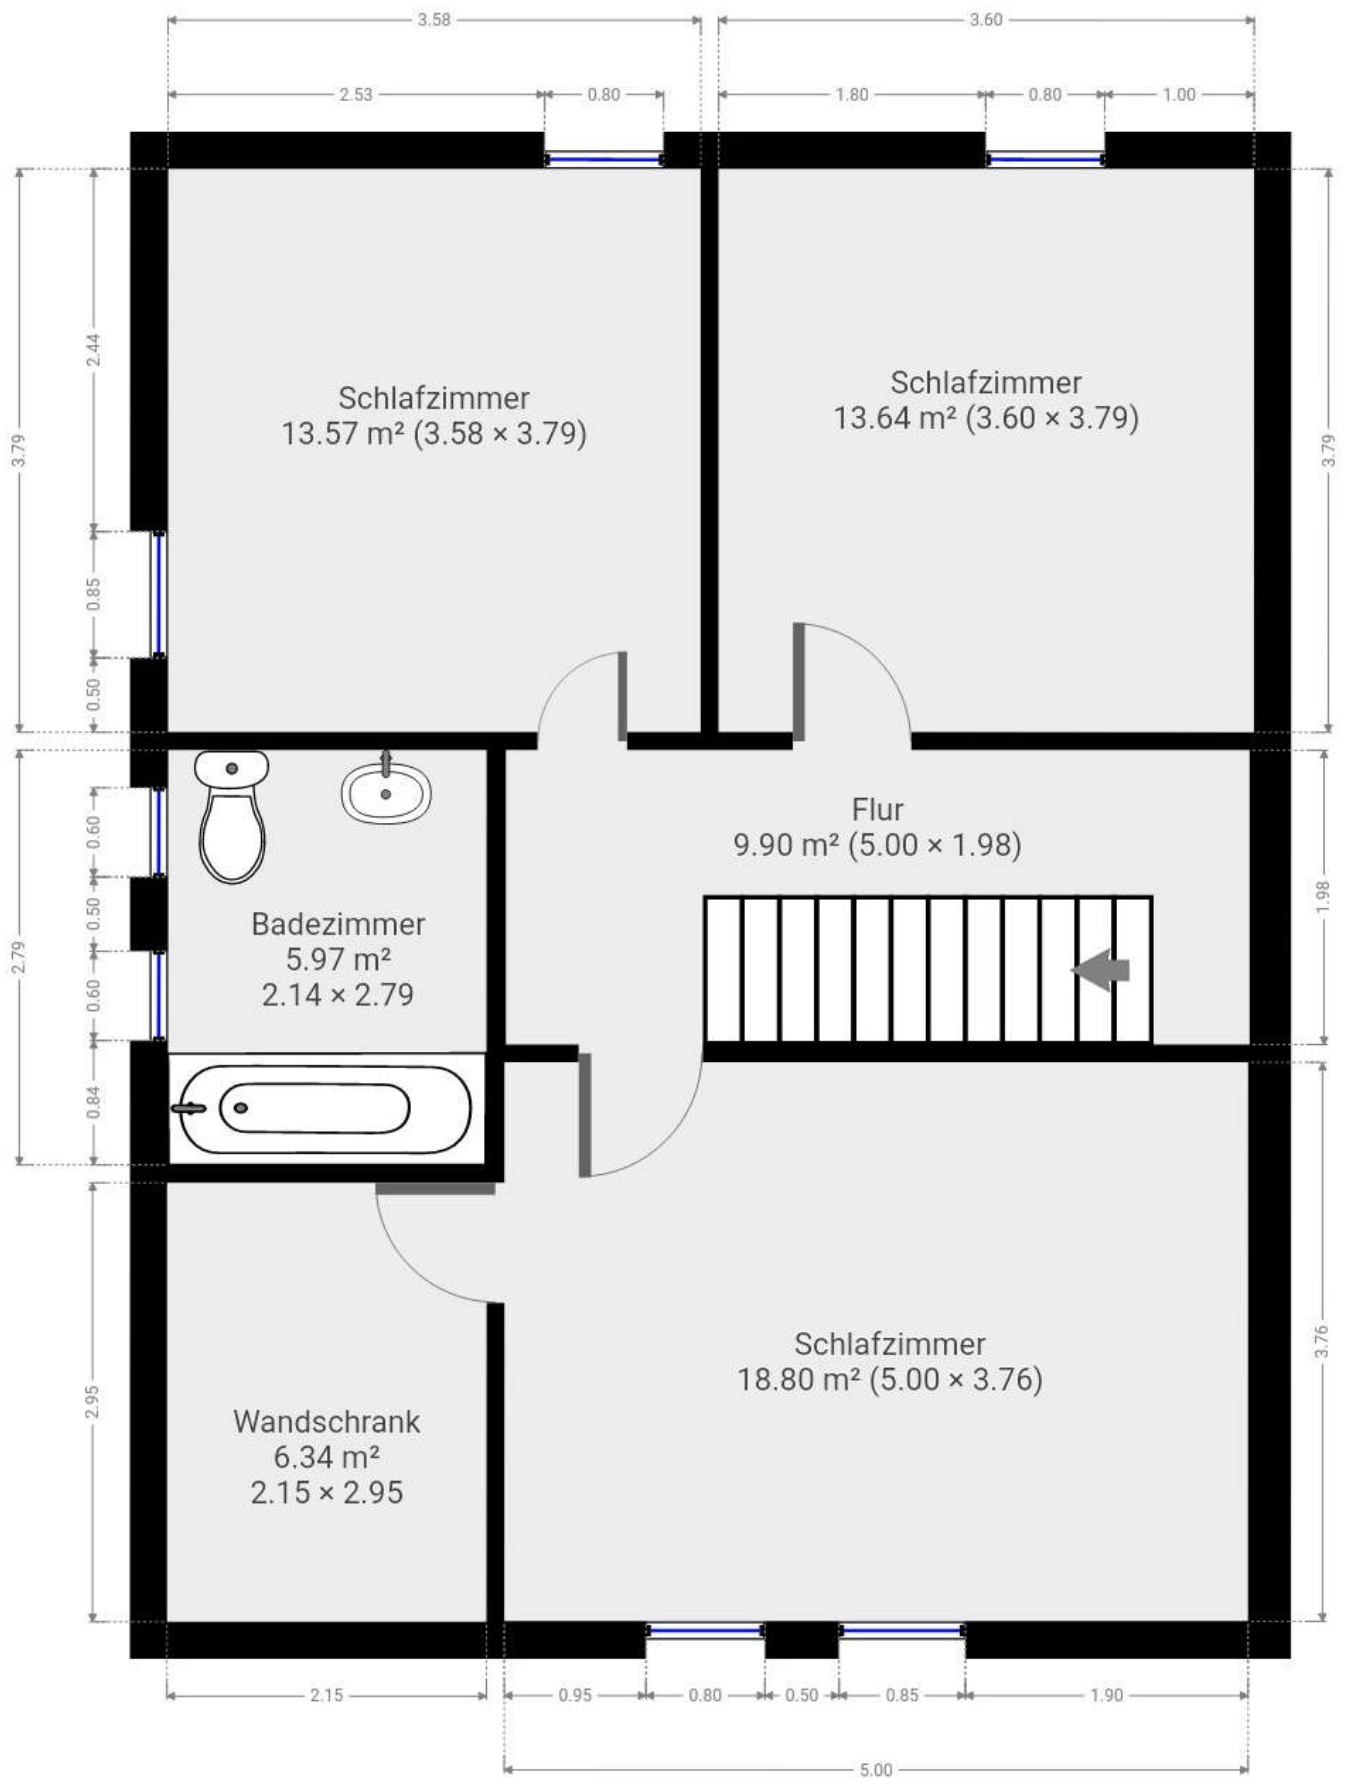 3.58
3.60
2.53
0.80
1.80
0.80
1.00
3.79
2.44
0.85
0.50
Schlafzimmer
13.57 m² (3.58 × 3.79)
Schlafzimmer
13.64 m² (3.60 × 3.79)
3.79
2.79
0.60
0.50
0.60
0.84
Badezimmer
5.97 m²
2.14 × 2.79
Flur
9.90 m² (5.00 × 1.98)
1.98
2.95
Wandschrank
6.34 m²
2.15 × 2.95
Schlafzimmer
18.80 m² (5.00 × 3.76)
3.76
2.15
0.95
0.80
0.50
0.85
1.90
5.00